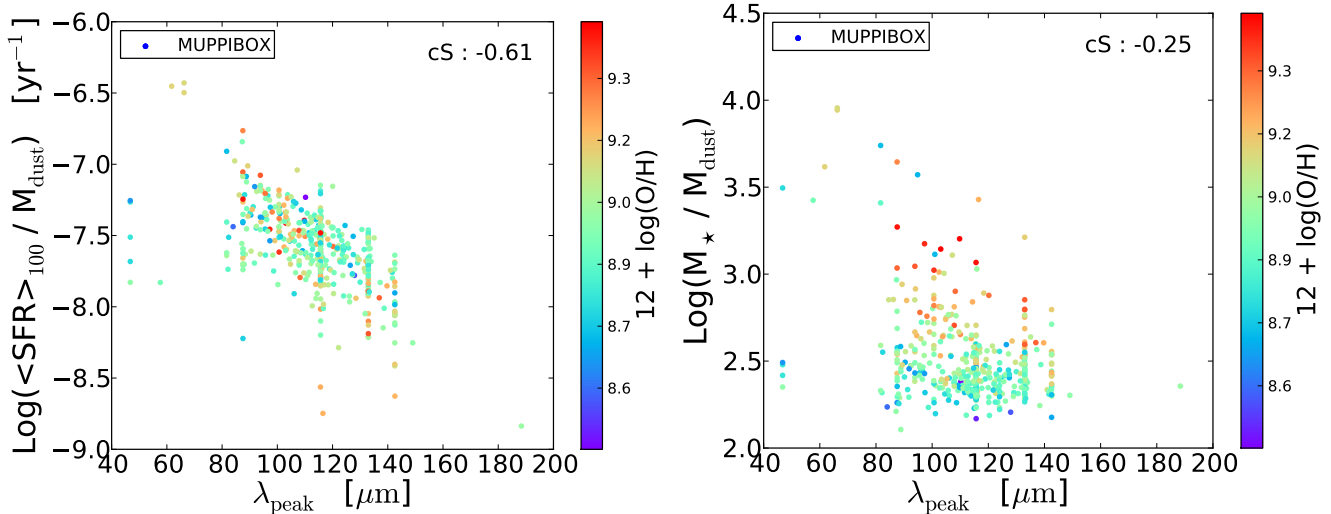 Log(<SFR>100 / Mdust) [yr−1]
−6.0
−6.5
−7.0
−7.5
−8.0
−8.5
−9.0
40 60 80 100 120 140 160 180 200
λpeak [μm]
MUPPIBOX
cS : -0.61
9.3
9.2
9.0
8.9
8.7
8.6
12 + log(O/H)
Log(M⋆ / Mdust)
4.5
4.0
3.5
3.0
2.5
2.0
40 60 80 100 120 140 160 180 200
λpeak [μm]
MUPPIBOX
cS : -0.25
9.3
9.2
9.0
8.9
8.7
8.6
12 + log(O/H)